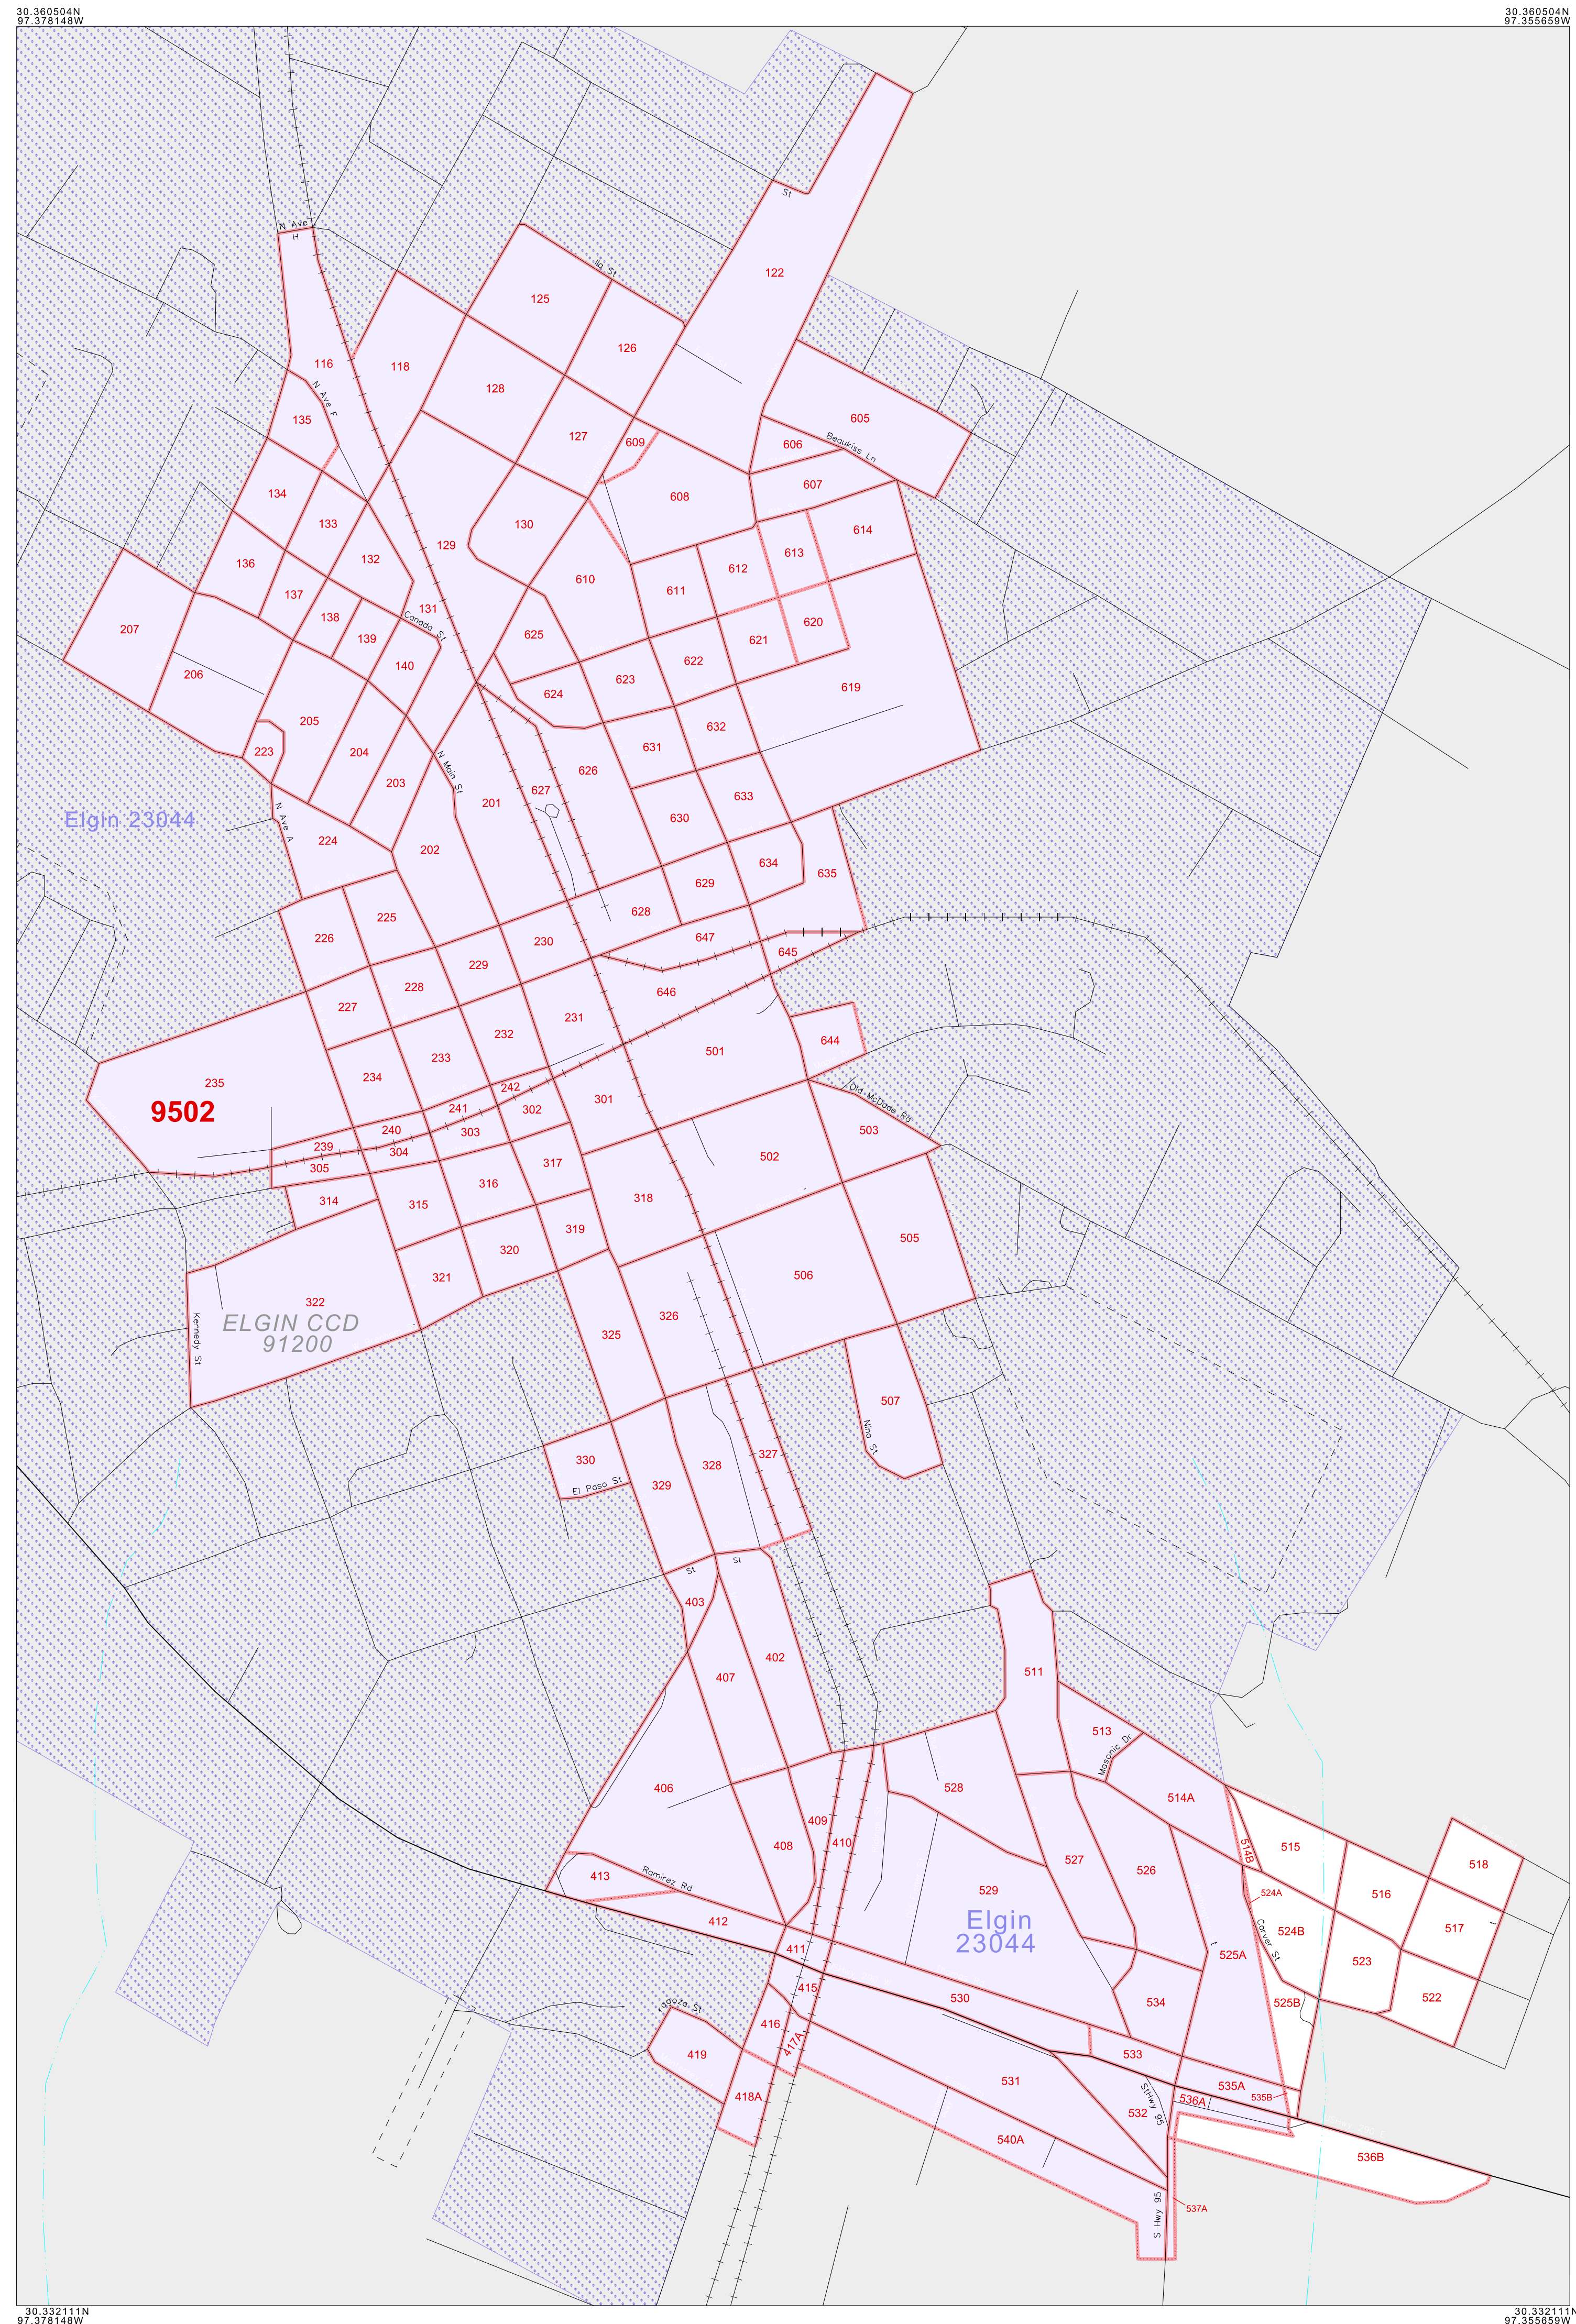 30.360504N
97.378148W
30.360504N
97.355659W
St
N Ave
H
122
lla St
125
126
116
118
128
N Ave F
135
127
609
605
606
Beaukiss Ln
134
607
608
133
130
614
129
613
132
136
612
610
611
137
131
138
Canada St
620
207
625
139
621
140
622
206
623
624
619
205
632
223
204
631
N Main St
626
203
627
633
201
N Ave A
630
Elgin 23044
224
202
634
635
629
225
628
226
230
647
229
645
228
646
227
231
232
644
501
233
234
235
242
Old McDade Rd
301
9502
241
302
240
303
503
239
304
305
502
317
316
318
314
315
319
505
320
506
321
322
326
ELGIN CCD
91200
325
Kennedy St
507
Nina St
327
330
328
El Paso St
329
St
St
403
402
407
511
513
Masonic Dr
406
528
514A
409
410
408
515
514B
527
518
Ramirez Rd
413
526
529
524A
516
412
Elgin
23044
524B
517
Carver St
411
525A
t
t
523
415
530
522
ragoza St
534
525B
416
417A
419
533
531
535A
418A
535B
536A
532
StHwy 95
540A
536B
537A
S Hwy 95
30.332111N
97.378148W
30.332111N
97.355659W